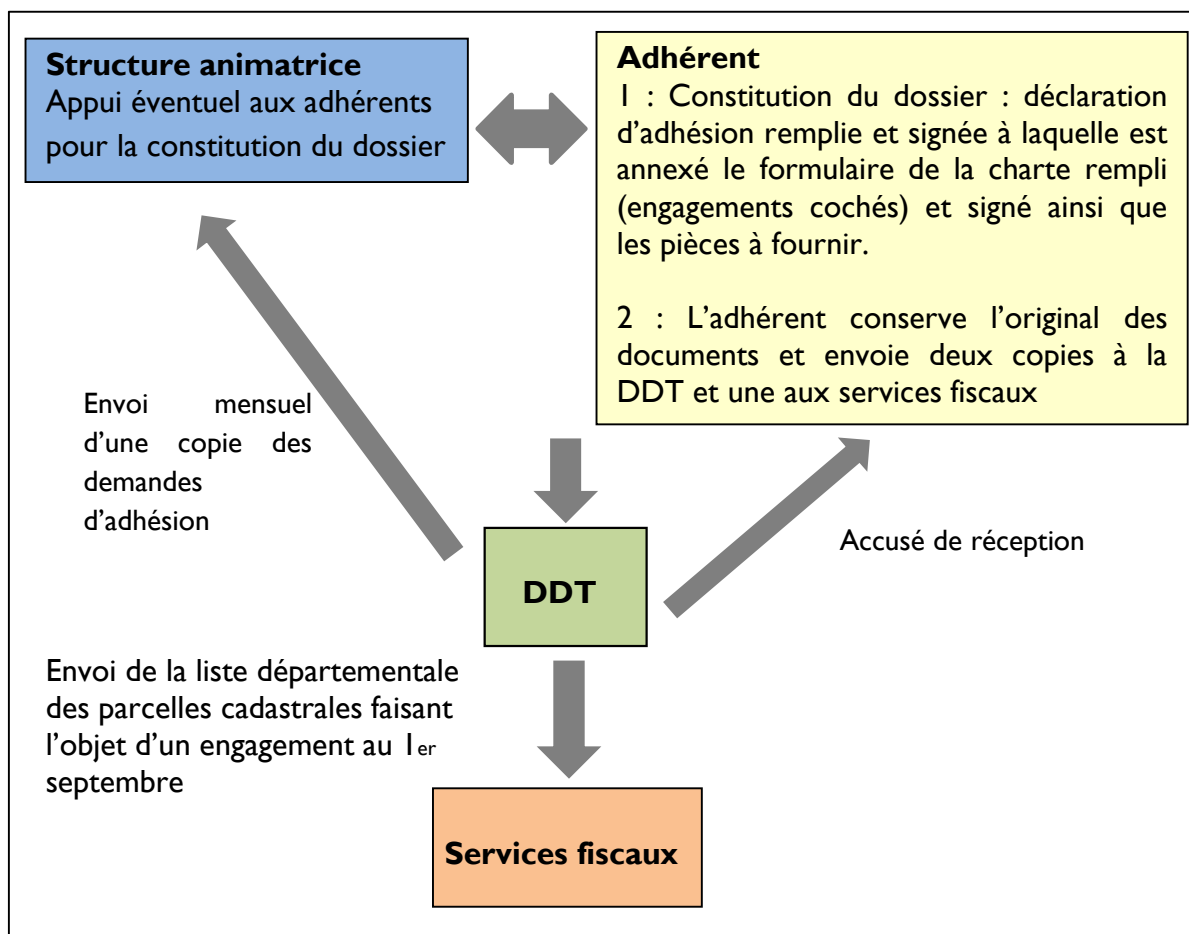 Structure animatrice
Appui éventuel aux adhérents
pour la constitution du dossier
Adhérent
1 : Constitution du dossier : déclaration
d’adhésion remplie et signée à laquelle est
annexé le formulaire de la charte rempli
(engagements cochés) et signé ainsi que
les pièces à fournir.
2 : L’adhérent conserve l’original des
documents et envoie deux copies à la
DDT et une aux services fiscaux
Envoi mensuel
d’une copie des
demandes
d’adhésion
Accusé de réception
DDT
Envoi de la liste départementale
des parcelles cadastrales faisant
l’objet d’un engagement au 1er
septembre
Services fiscaux